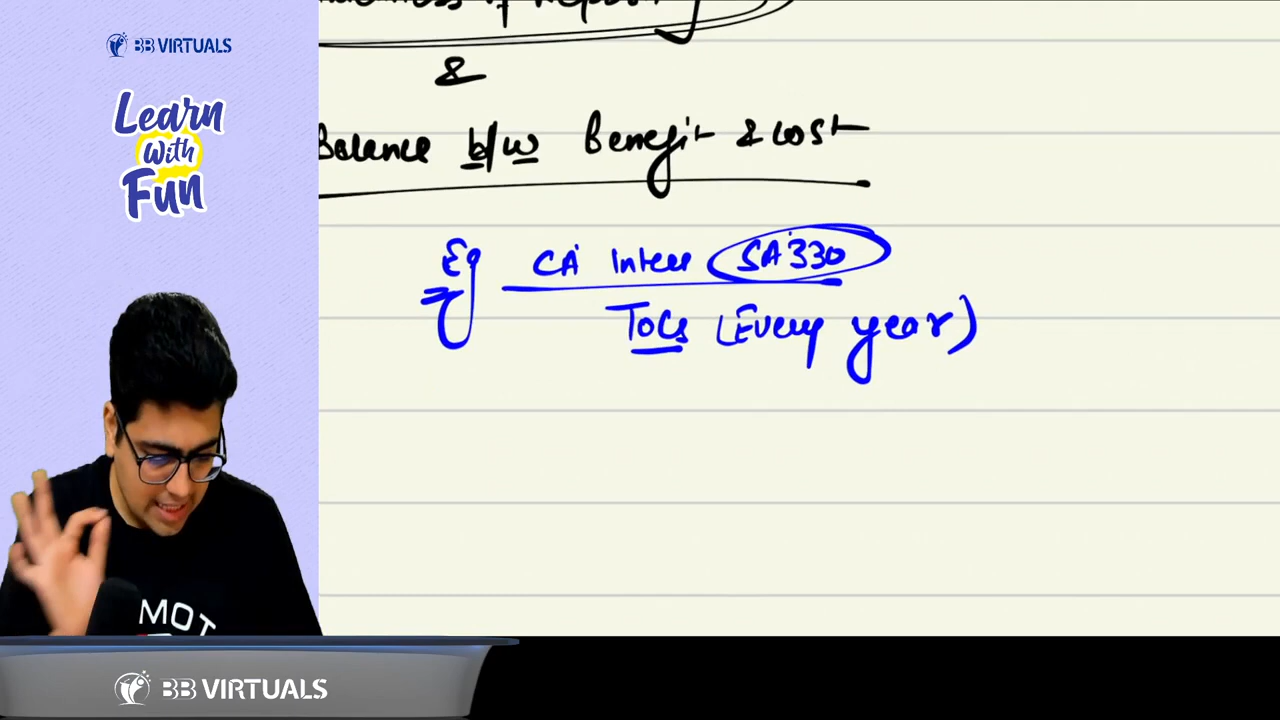 BB VIRTUALS
Learn
With
Fun
of
&
Balance b/w Benefit & cost
Eg CA Inter SA 330
TOCs (Every year)
MOT
BB VIRTUALS